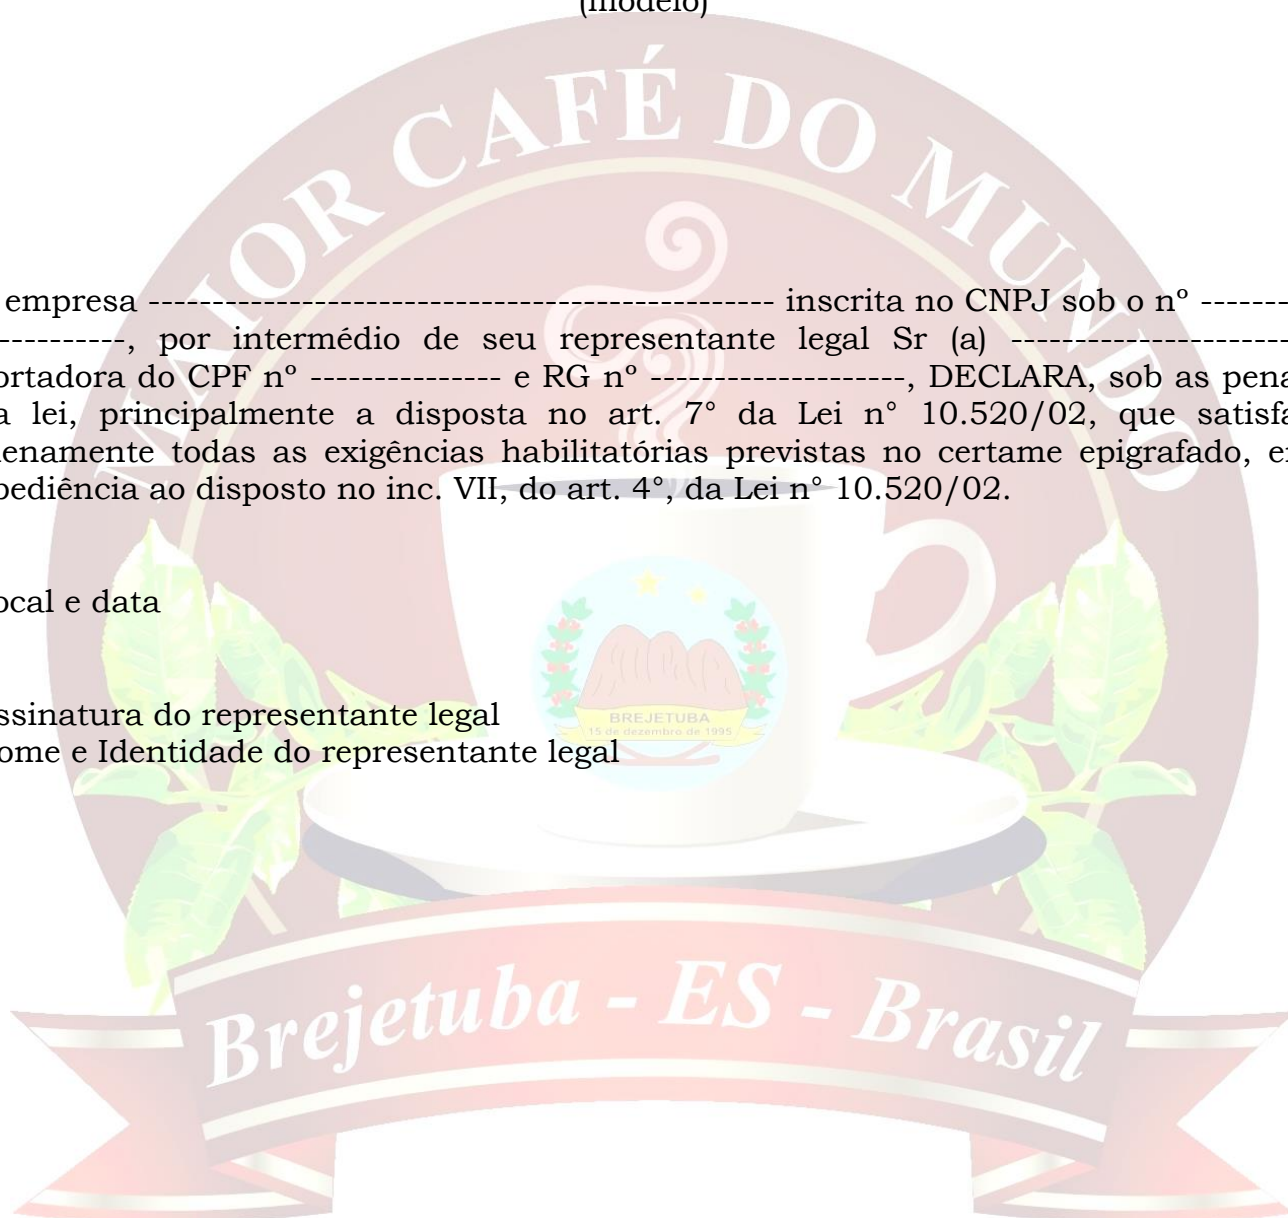 (modelo)
MAIOR CAFÉ DO MUNDO
empresa ------------------------------------------------- inscrita no CNPJ sob o nº -------
----------, por intermédio de seu representante legal Sr (a) ----------------------
ortadora do CPF nº --------------- e RG nº --------------------, DECLARA, sob as pena
a lei, principalmente a disposta no art. 7° da Lei n° 10.520/02, que satisfa
lenamente todas as exigências habilitatórias previstas no certame epigrafado, e
bediência ao disposto no inc. VII, do art. 4°, da Lei n° 10.520/02.
ocal e data
ssinatura do representante legal
ome e Identidade do representante legal
BREJETUBA
15 de dezembro de 1995
Brejetuba - ES - Brasil